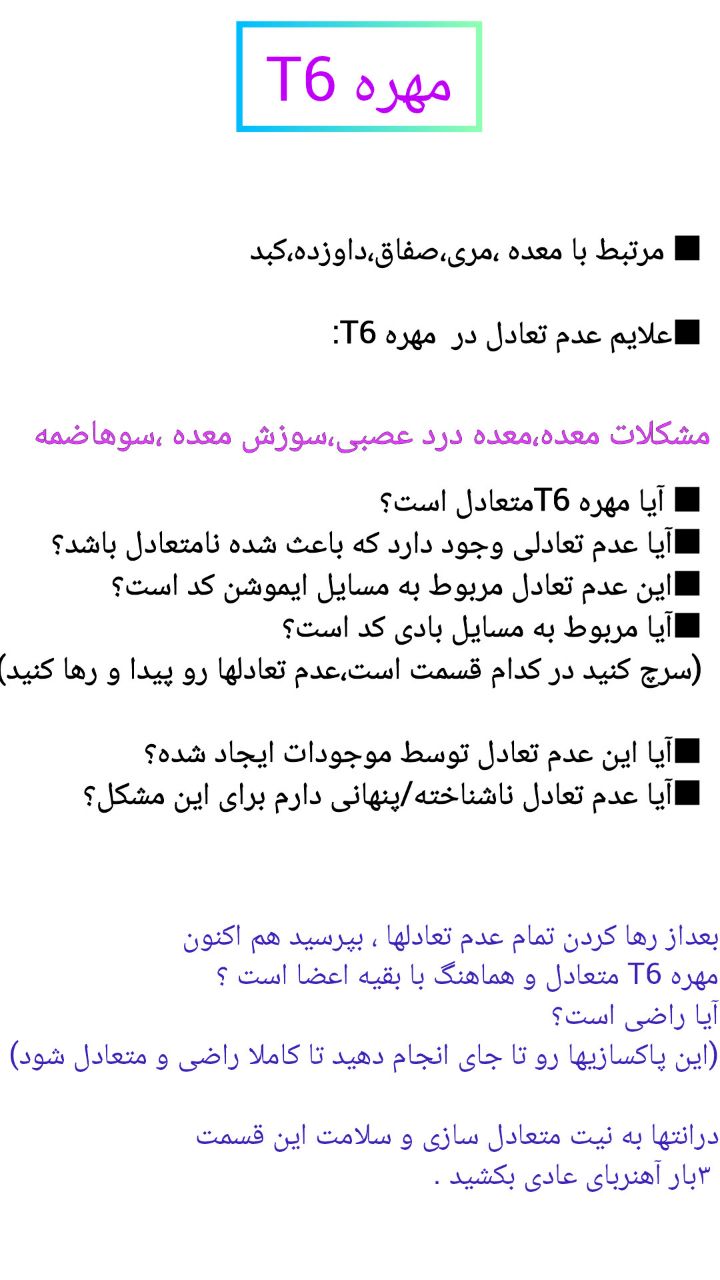 مهره T6
■ مرتبط با معده ،مری،صفاق،داوزده،کبد
■علایم عدم تعادل در مهره T6:
مشکلات معده،معده درد عصبی،سوزش معده ،سوهاضمه
■ آیا مهره T6متعادل است؟
■آیا عدم تعادلی وجود دارد که باعث شده نامتعادل باشد؟
■این عدم تعادل مربوط به مسایل ایموشن کد است؟
■آیا مربوط به مسایل بادی کد است؟
(سرچ کنید در کدام قسمت است،عدم تعادلها رو پیدا و رها کنید)
■آیا این عدم تعادل توسط موجودات ایجاد شده؟
■آیا عدم تعادل ناشناخته/پنهانی دارم برای این مشکل؟
بعداز رها کردن تمام عدم تعادلها ، بپرسید هم اکنون
مهره T6 متعادل و هماهنگ با بقیه اعضا است ؟
آیا راضی است؟
(این پاکسازیها رو تا جای انجام دهید تا کاملا راضی و متعادل شود)
درانتها به نیت متعادل سازی و سلامت این قسمت
۳بار آهنربای عادی بکشید .